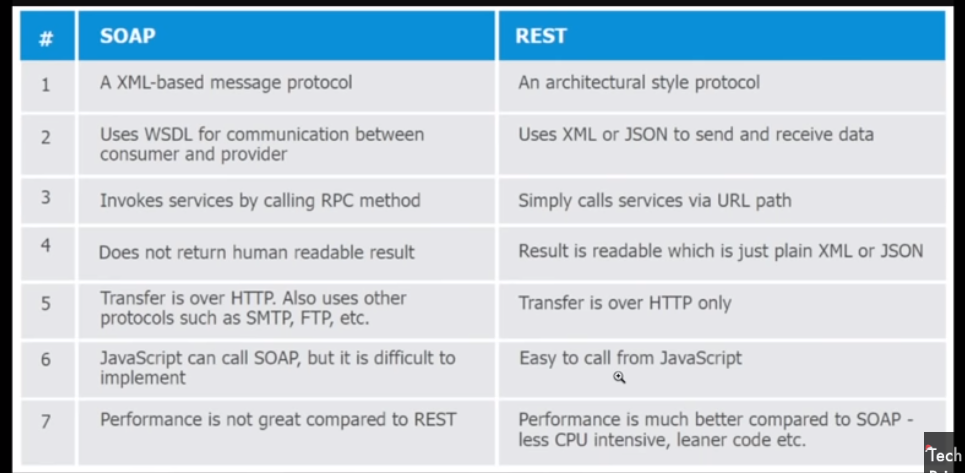 # SOAP REST
1 A XML-based message protocol An architectural style protocol
2 Uses WSDL for communication between Uses XML or JSON to send and receive data
consumer and provider
3 Invokes services by calling RPC method Simply calls services via URL path
4 Does not return human readable result Result is readable which is just plain XML or JSON
5 Transfer is over HTTP. Also uses other Transfer is over HTTP only
protocols such as SMTP, FTP, etc.
6 JavaScript can call SOAP, but it is difficult to Easy to call from JavaScript
implement
7 Performance is not great compared to REST Performance is much better compared to SOAP -
less CPU intensive, leaner code etc.
Tech